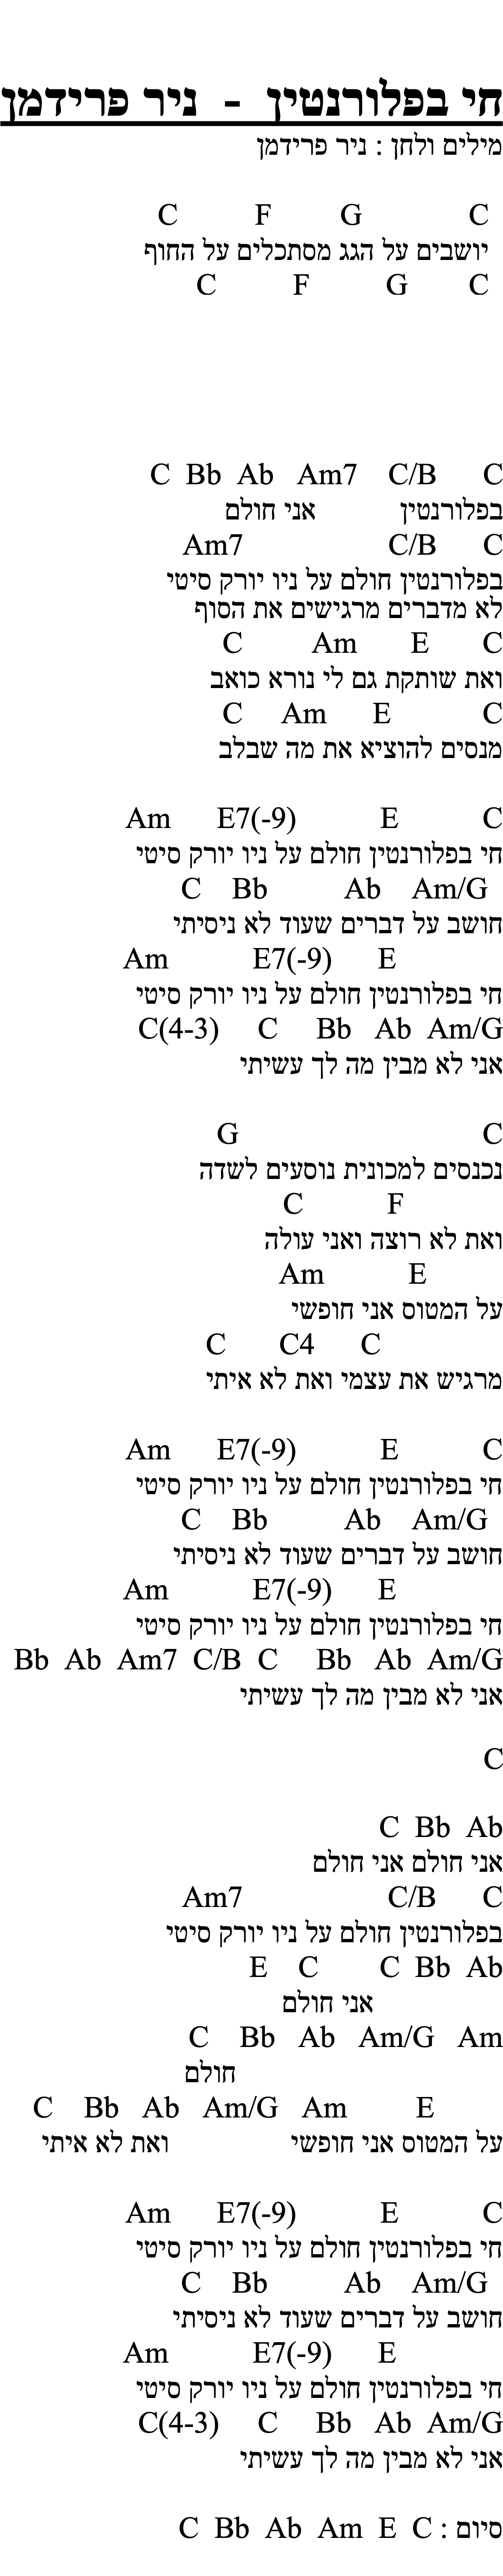 חי בפלורנטין - ניר פרידמן
מילים ולחן : ניר פרידמן
C F G C
יושבים על הגג מסתכלים על החוף
C F G C
C Bb Ab Am7 C/B C
בפלורנטין אני חולם
Am7 C/B C
בפלורנטין חולם על ניו יורק סיטי
לא מדברים מרגישים את הסוף
C Am E C
ואת שותקת גם לי נורא כואב
C Am E C
מנסים להוציא את מה שבלב
Am E7(-9) E C
חי בפלורנטין חולם על ניו יורק סיטי
C Bb Ab Am/G
חושב על דברים שעוד לא ניסיתי
Am E7(-9) E
חי בפלורנטין חולם על ניו יורק סיטי
C(4-3) C Bb Ab Am/G
אני לא מבין מה לך עשיתי
G C
נכנסים למכונית נוסעים לשדה
C F
ואת לא רוצה ואני עולה
Am E
על המטוס אני חופשי
C C4 C
מרגיש את עצמי ואת לא איתי
Am E7(-9) E C
חי בפלורנטין חולם על ניו יורק סיטי
C Bb Ab Am/G
חושב על דברים שעוד לא ניסיתי
Am E7(-9) E
חי בפלורנטין חולם על ניו יורק סיטי
Bb Ab Am7 C/B C Bb Ab Am/G
אני לא מבין מה לך עשיתי
C
C Bb Ab
אני חולם אני חולם
Am7 C/B C
בפלורנטין חולם על ניו יורק סיטי
E C C Bb Ab
אני חולם
C Bb Ab Am/G Am
חולם
C Bb Ab Am/G Am E
על המטוס אני חופשי ואת לא איתי
Am E7(-9) E C
חי בפלורנטין חולם על ניו יורק סיטי
C Bb Ab Am/G
חושב על דברים שעוד לא ניסיתי
Am E7(-9) E
חי בפלורנטין חולם על ניו יורק סיטי
C(4-3) C Bb Ab Am/G
אני לא מבין מה לך עשיתי
סיום : C Bb Ab Am E C